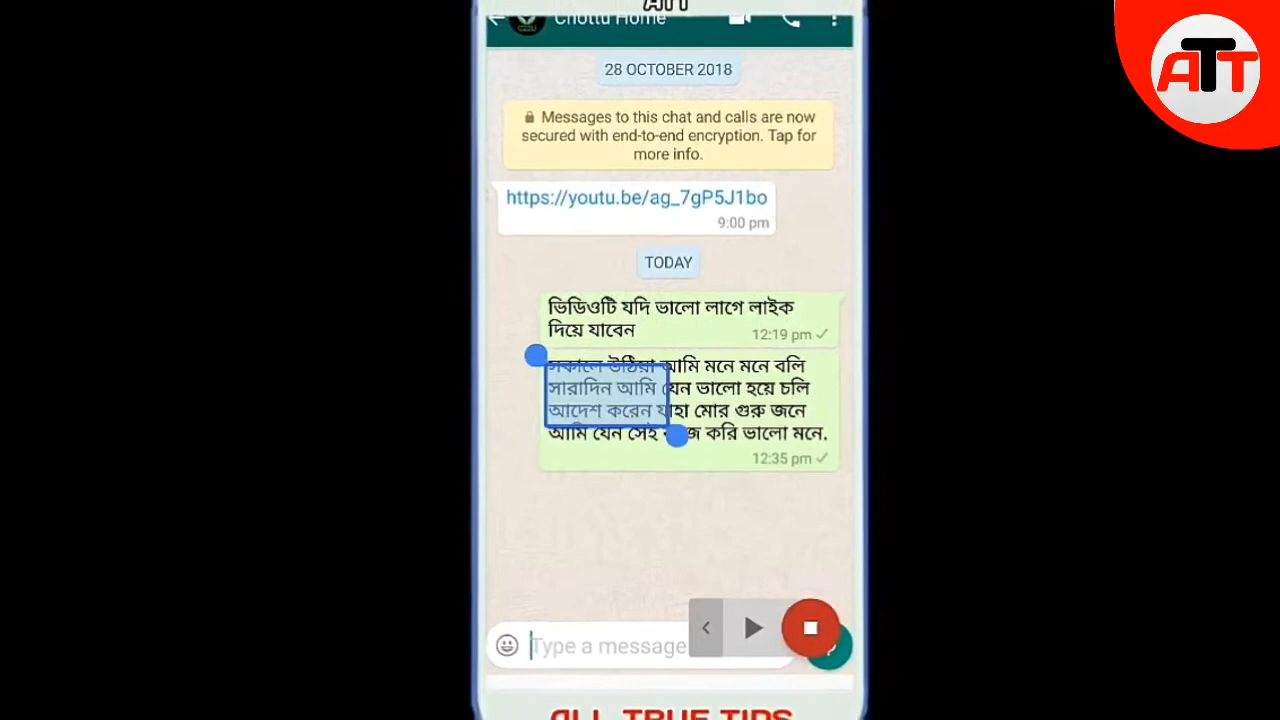 ATT
Chottu Home
ATT
28 OCTOBER 2018
Messages to this chat and calls are now
secured with end-to-end encryption. Tap for
more info.
https://youtu.be/ag_7gP5J1bo
9:00 pm
TODAY
ভিডিওটি যদি ভালো লাগে লাইক
দিয়ে যাবেন
12:19 pm
সকালে উঠিয়া আমি মনে মনে বলি
সারাদিন আমি যেন ভালো হয়ে চলি
আদেশ করেন যাহা মোর গুরু জনে
আমি যেন সেই করি ভালো মনে.
12:35 pm
Type a message
ALL TRUE TIPS